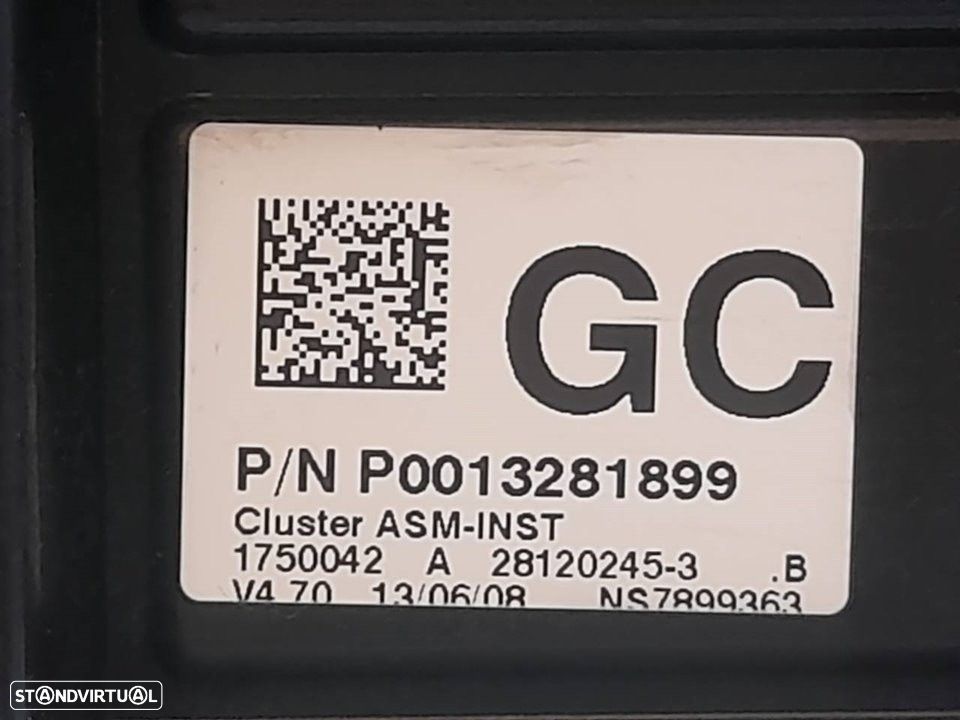 GC
P/N P0013281899
Cluster ASM-INST
1750042 A 28120245-3 .B
V4.70 13/06/08 NS7899363
STANDVIRTUAL